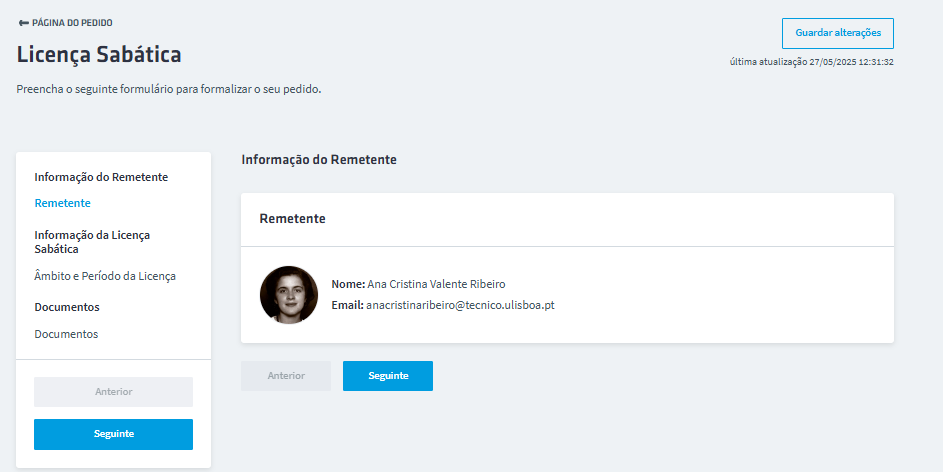 PÁGINA DO PEDIDO
Licença Sabática
Preencha o seguinte formulário para formalizar o seu pedido.
Guardar alterações
última atualização 27/05/2025 12:31:32
Informação do Remetente
Remetente
Informação da Licença
Sabática
Âmbito e Período da Licença
Documentos
Documentos
Anterior
Seguinte
Informação do Remetente
Remetente
Nome: Ana Cristina Valente Ribeiro
Email: anacristinaribeiro@tecnico.ulisboa.pt
Anterior
Seguinte